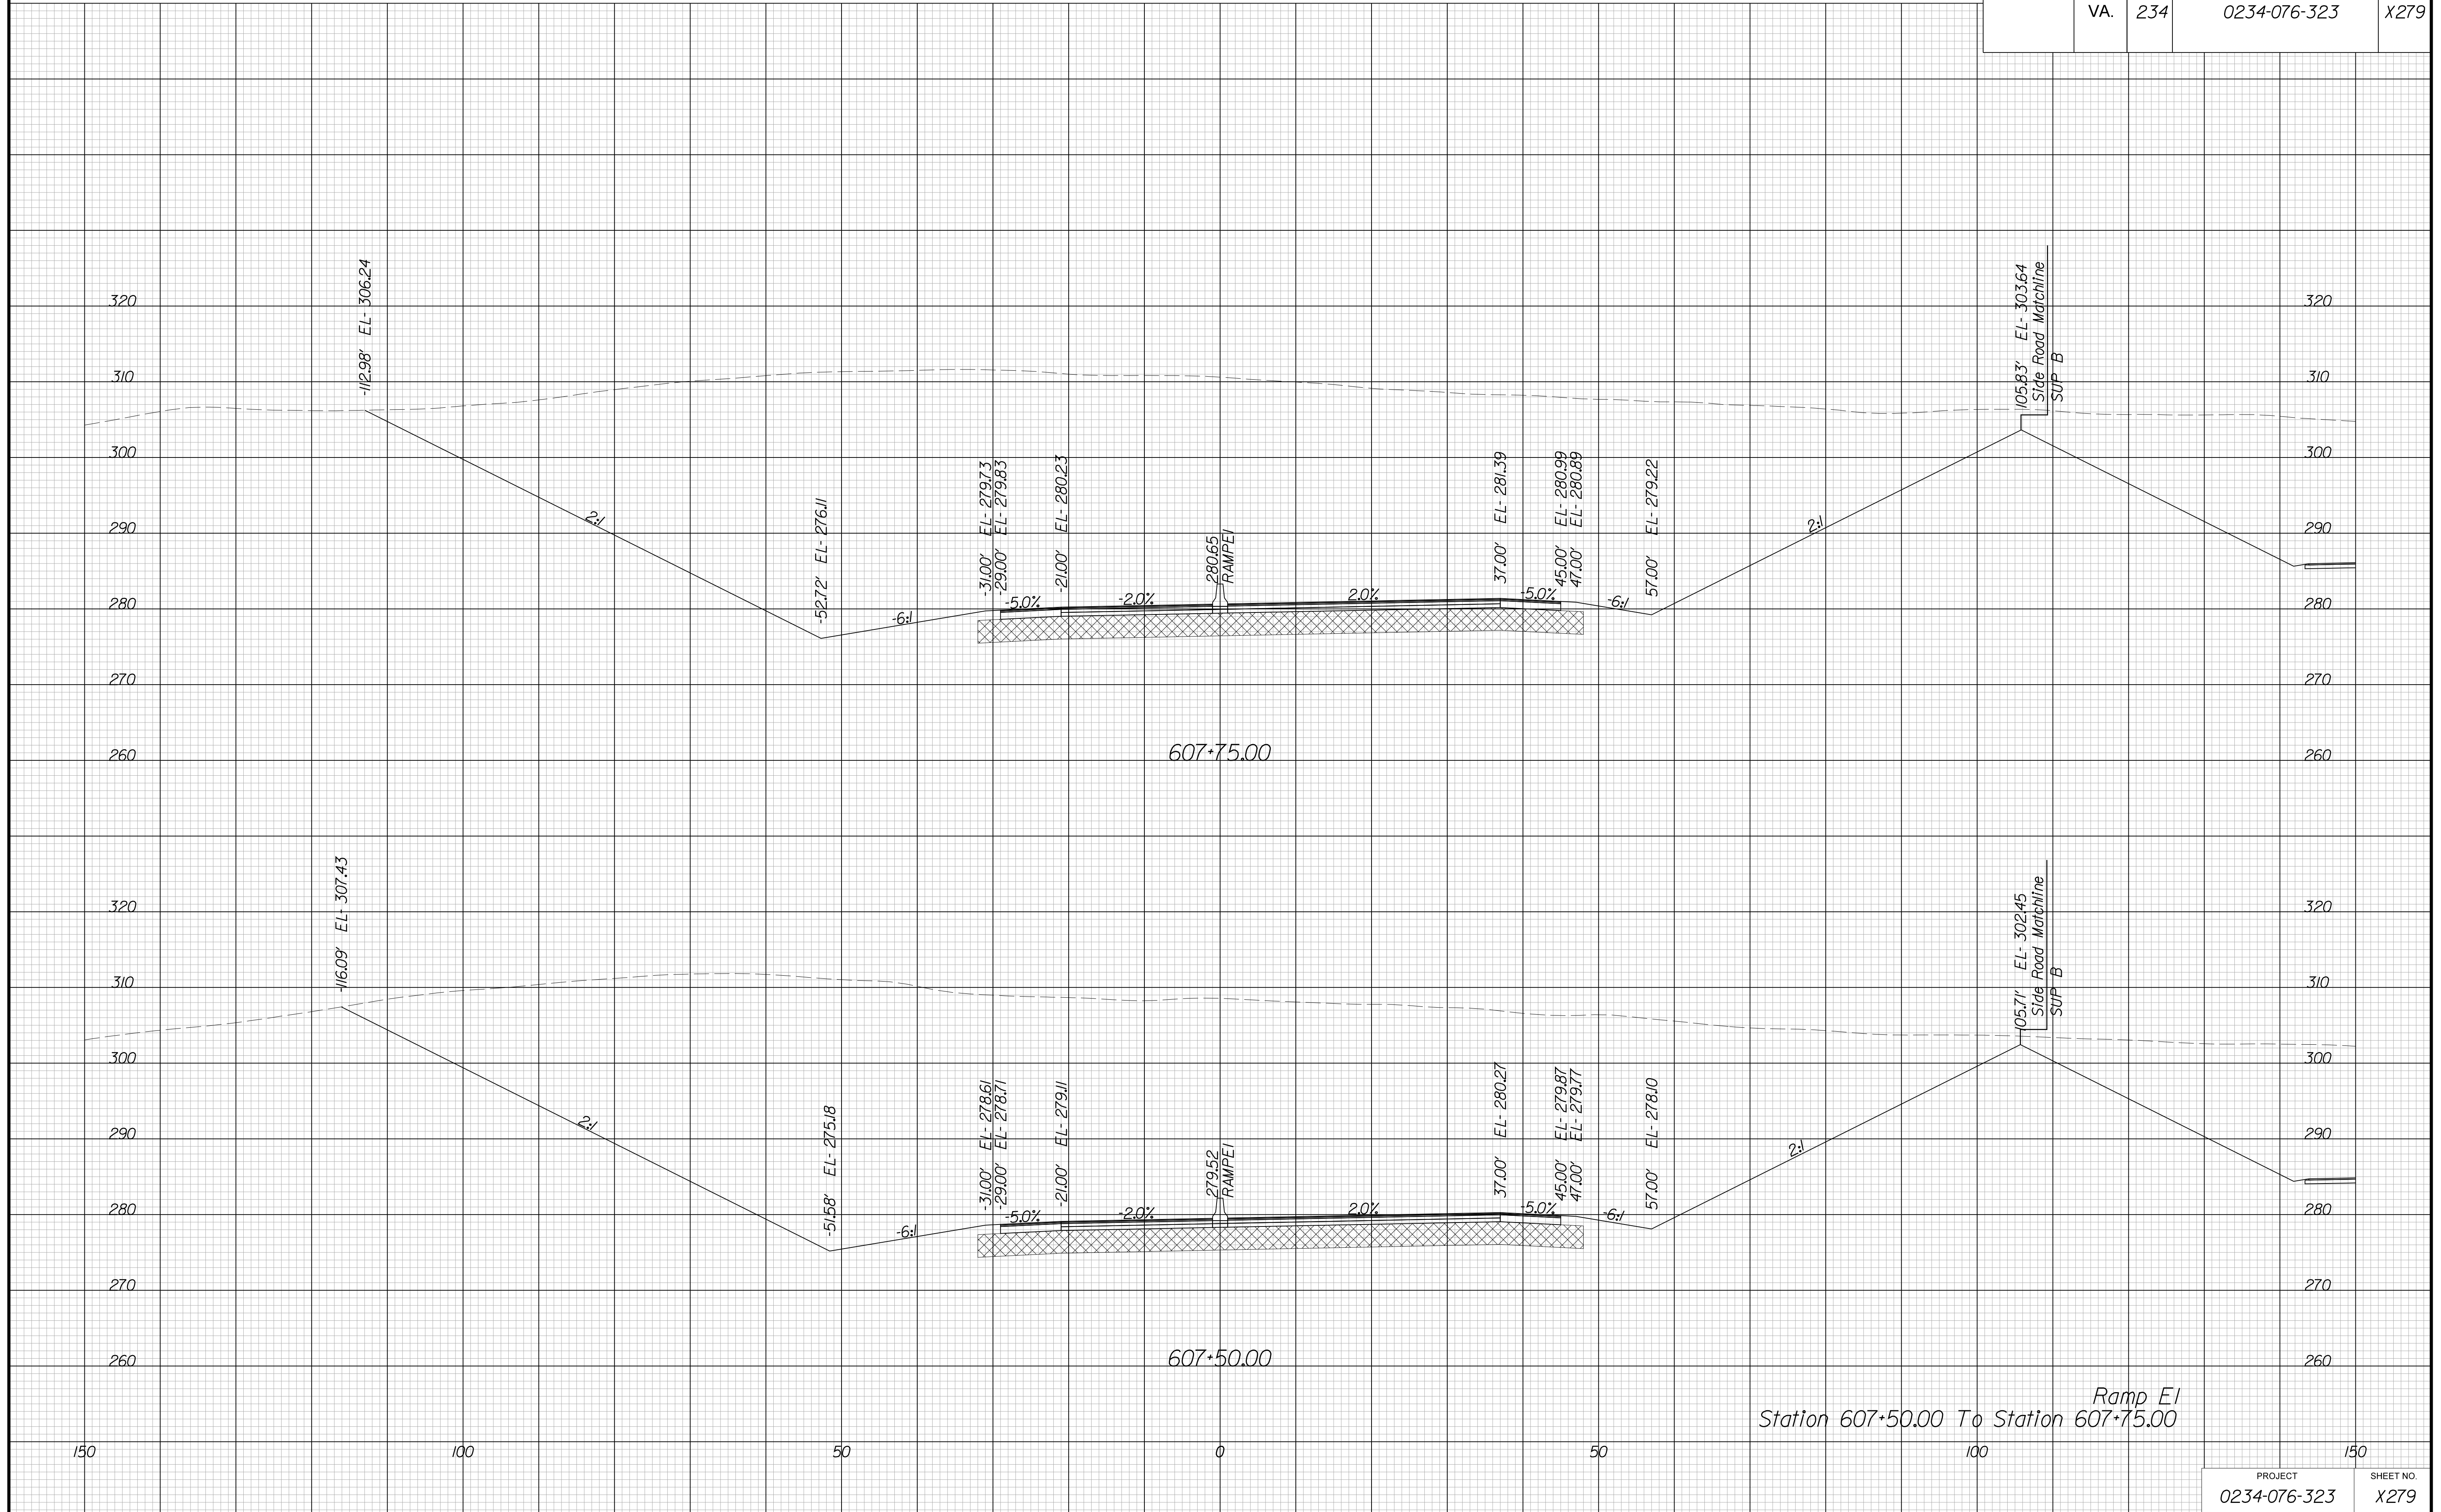 VA. 234 0234-076-323 X279
-112.98' EL- 306.24
105.83' EL- 303.64
Side Road Matchline
SUP B
320 320
310 310
300 300
290 290
280 280
270 270
260 260
2:1
-52.72' EL- 276.11
-6:1
-31.00' EL- 279.73
-29.00' EL- 279.83
-5.0%
-21.00' EL- 280.23
-2.0%
280.65
RAMPE1
2.0%
37.00' EL- 281.39
-5.0%
45.00' EL- 280.99
47.00' EL- 280.89
-6:1
57.00' EL- 279.22
2:1
607+75.00
-116.09' EL- 307.43
105.71' EL- 302.45
Side Road Matchline
SUP B
320 320
310 310
300 300
290 290
280 280
270 270
260 260
2:1
-51.58' EL- 275.18
-6:1
-31.00' EL- 278.61
-29.00' EL- 278.71
-5.0%
-21.00' EL- 279.11
-2.0%
279.52
RAMPE1
2.0%
37.00' EL- 280.27
-5.0%
45.00' EL- 279.87
47.00' EL- 279.77
-6:1
57.00' EL- 278.10
2:1
607+50.00
Ramp E1
Station 607+50.00 To Station 607+75.00
150 100 50 0 50 100 150
PROJECT SHEET NO.
0234-076-323 X279